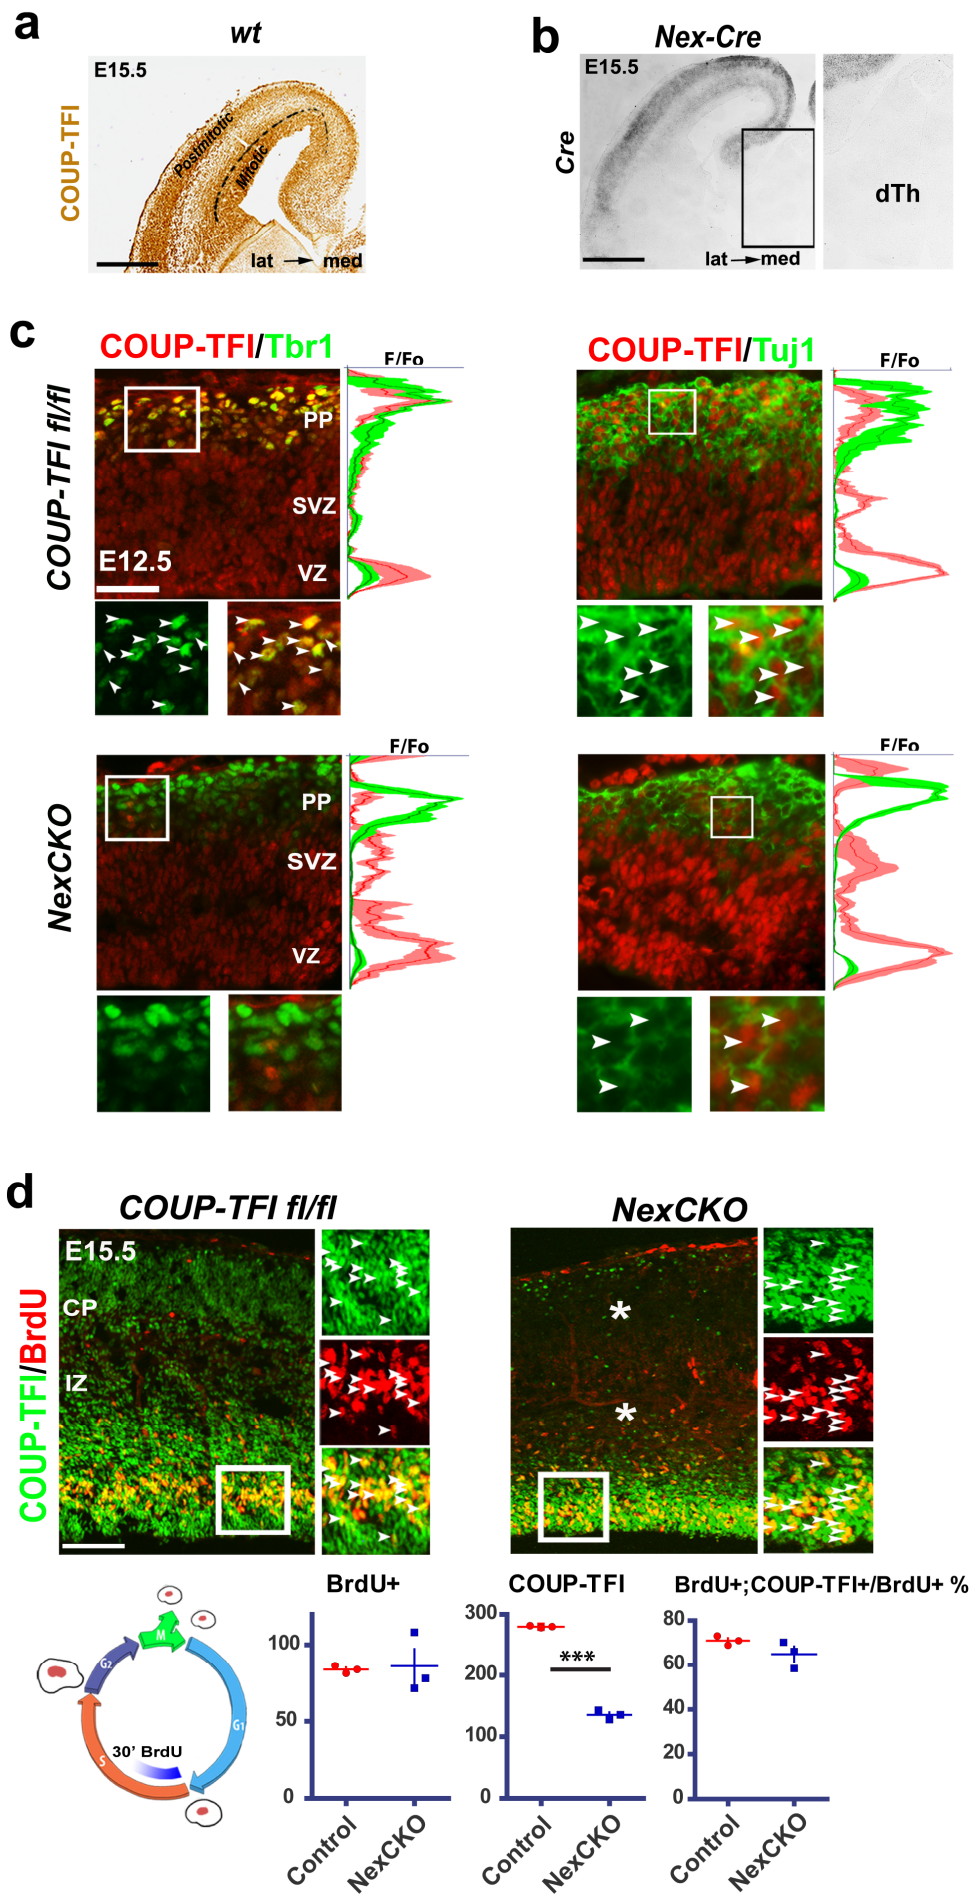 a
wt
E15.5
COUP-TFI
Postmitotic
Mitotic
lat
med
b
Nex-Cre
E15.5
Cre
dTh
lat
med
c
COUP-TFI/Tbr1
F/Fo
COUP-TFI/Tuj1
F/Fo
COUP-TFI fl/fl
PP
SVZ
E12.5
VZ
F/Fo
F/Fo
NexCKO
PP
SVZ
VZ
d
COUP-TFI fl/fl
NexCKO
COUP-TFI/BrdU
E15.5
CP
IZ
*
*
M
G2
G1
S
30' BrdU
BrdU+
100
50
0
Control
NexCKO
COUP-TFI
300
200
100
0
***
Control
NexCKO
BrdU+;COUP-TFI+/BrdU+ %
80
60
40
20
0
Control
NexCKO